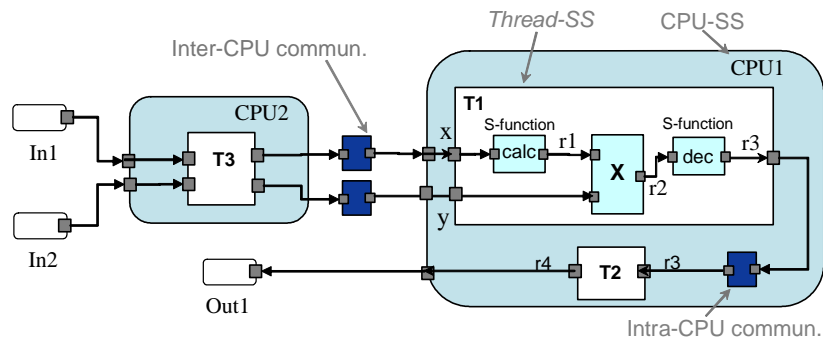 Thread-SS
CPU-SS
Inter-CPU commun.
CPU1
CPU2
T1
In1
T3
x
S-function
calc
r1
X
r2
S-function
dec
r3
y
In2
Out1
r4
T2
r3
Intra-CPU commun.